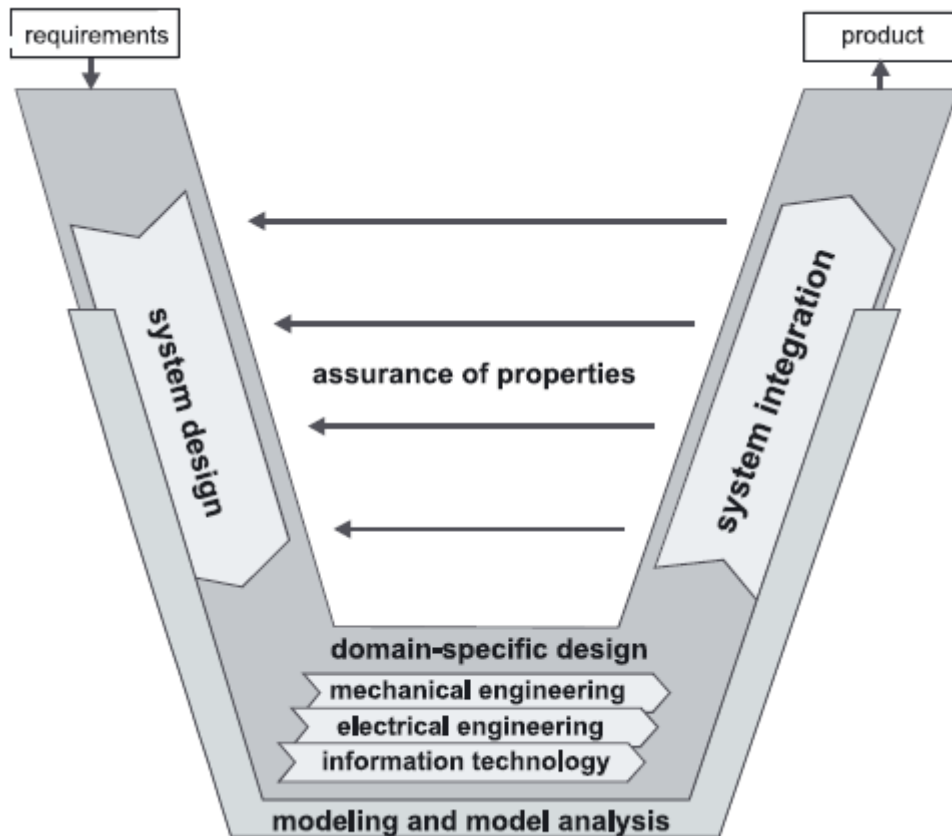 requirements
product
system design
system integration
assurance of properties
domain-specific design
mechanical engineering
electrical engineering
information technology
modeling and model analysis